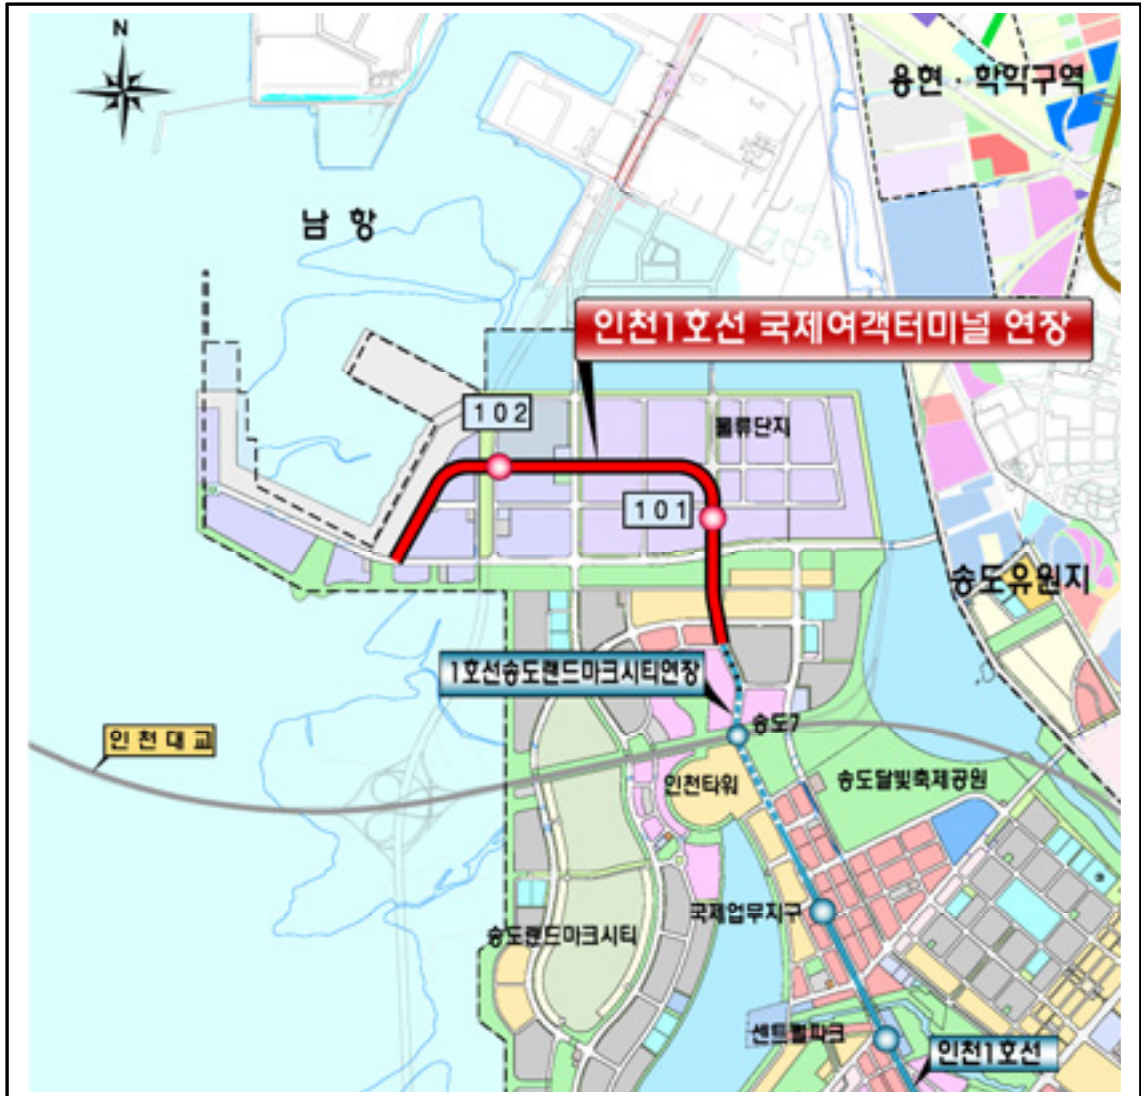 N
용현·학익구역
남 항
인천1호선 국제여객터미널 연장
102
물류단지
101
송도유원지
1호선송도랜드마크시티연장
송도7
인천대교
인천타워
송도달빛축제공원
국제업무지구
송도랜드마크시티
센트럴파크
인천1호선